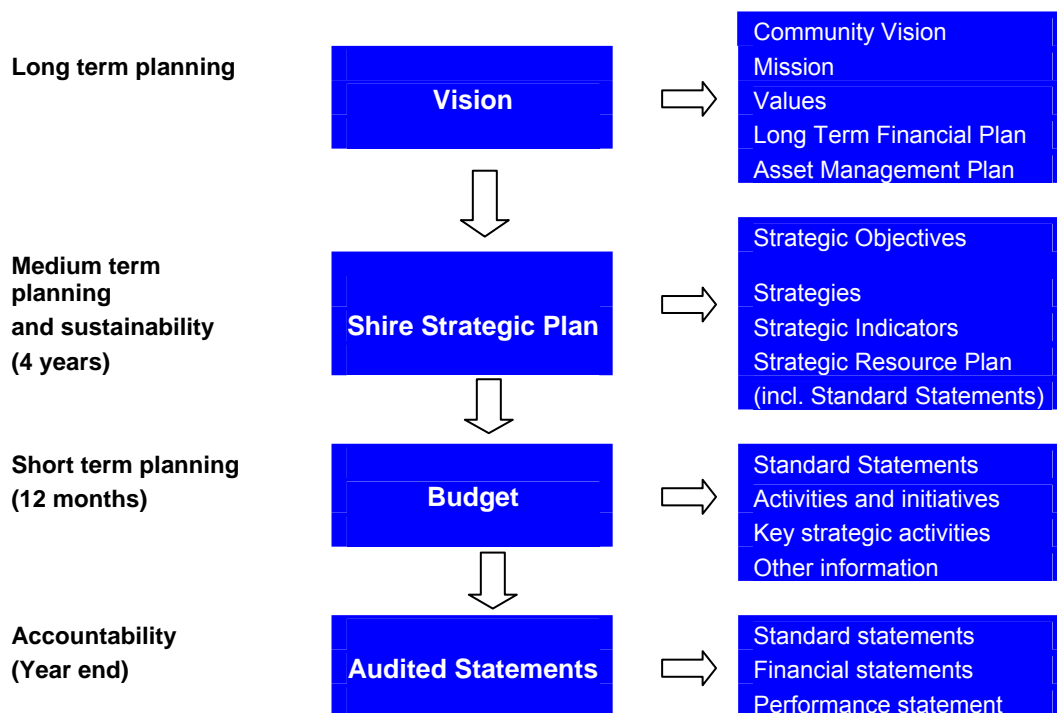 Long term planning
Vision
Community Vision
Mission
Values
Long Term Financial Plan
Asset Management Plan
Medium term
planning
and sustainability
(4 years)
Shire Strategic Plan
Strategic Objectives
Strategies
Strategic Indicators
Strategic Resource Plan
(incl. Standard Statements)
Short term planning
(12 months)
Budget
Standard Statements
Activities and initiatives
Key strategic activities
Other information
Accountability
(Year end)
Audited Statements
Standard statements
Financial statements
Performance statement